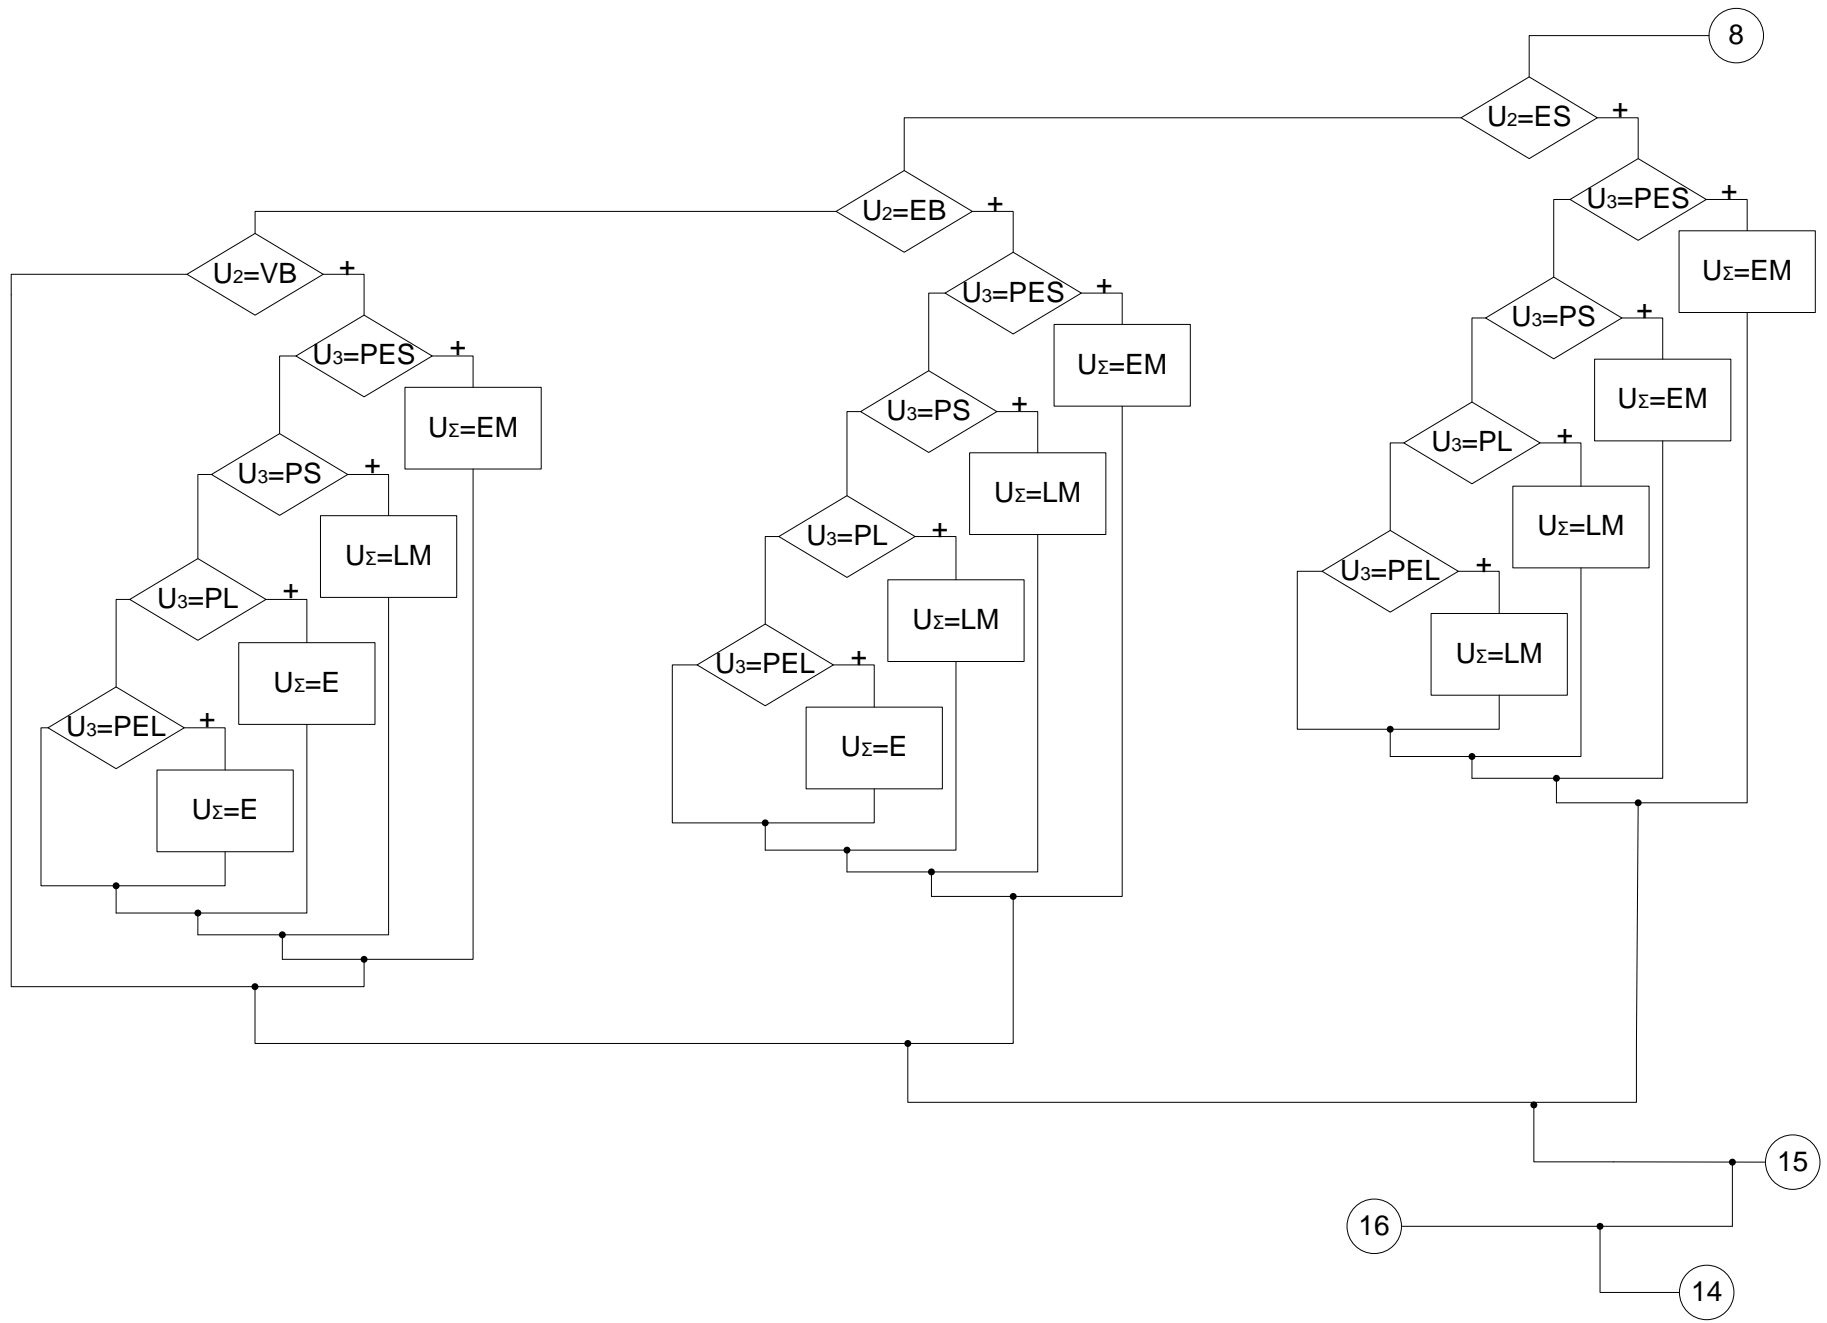 8
U2=ES
+
U2=EB
+
U3=PES
+
U2=VB
+
UΣ=EM
U3=PES
+
U3=PS
+
U3=PES
+
UΣ=EM
UΣ=EM
U3=PS
+
UΣ=EM
U3=PL
+
U3=PS
+
UΣ=LM
UΣ=LM
UΣ=LM
U3=PL
+
U3=PEL
+
U3=PL
+
UΣ=LM
UΣ=LM
UΣ=E
U3=PEL
+
U3=PEL
+
UΣ=E
UΣ=E
15
16
14